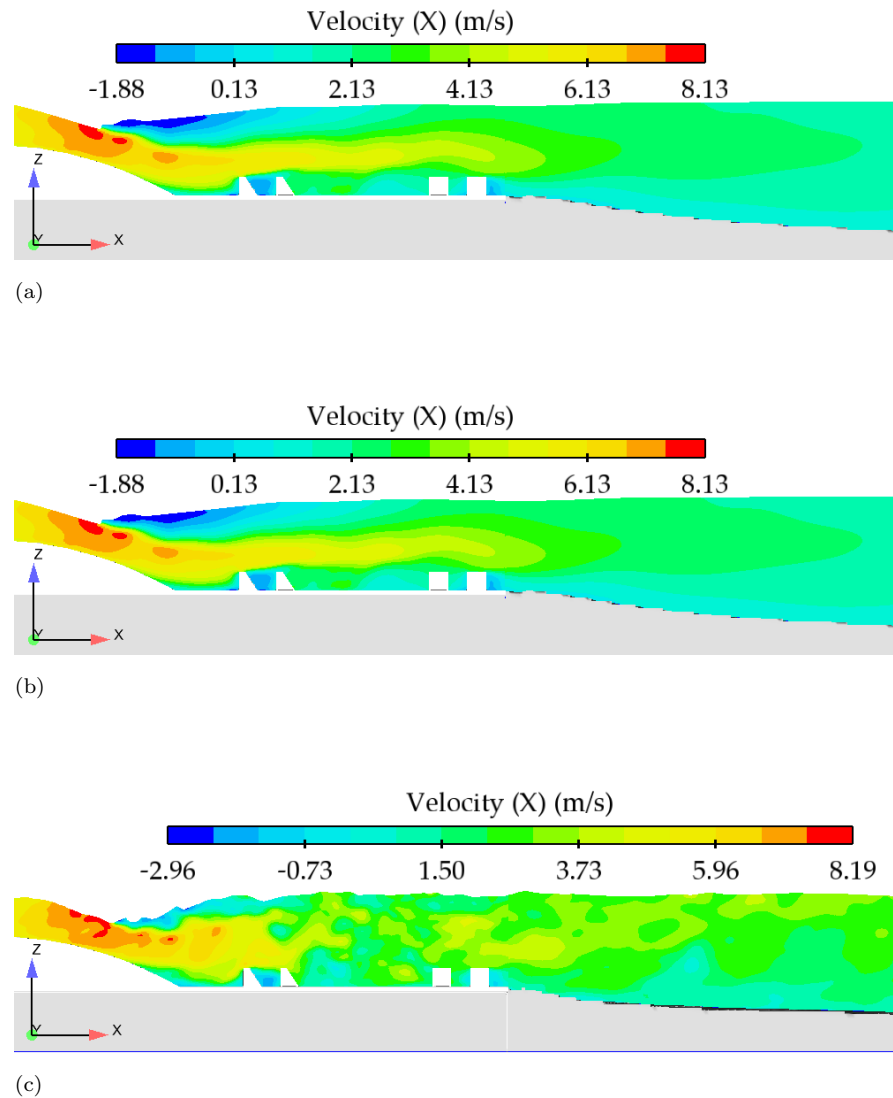 Velocity (X) (m/s)
-1.88 0.13 2.13 4.13 6.13 8.13
Z
Y X
(a)
Velocity (X) (m/s)
-1.88 0.13 2.13 4.13 6.13 8.13
Z
Y X
(b)
Velocity (X) (m/s)
-2.96 -0.73 1.50 3.73 5.96 8.19
Z
Y X
(c)